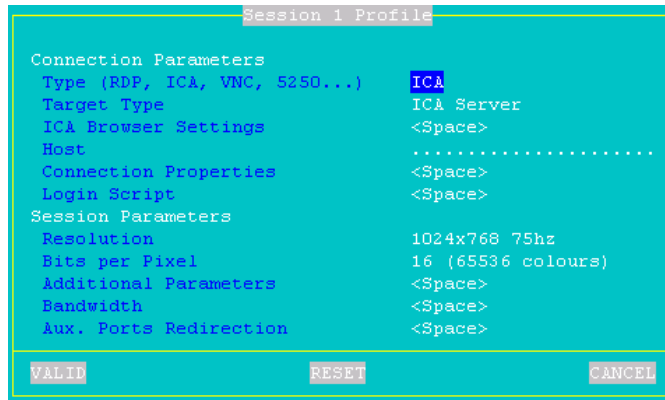 Session 1 Profile
Connection Parameters
Type (RDP, ICA, VNC, 5250...) ICA
Target Type ICA Server
ICA Browser Settings <Space>
Host ......................
Connection Properties <Space>
Login Script <Space>
Session Parameters
Resolution 1024x768 75hz
Bits per Pixel 16 (65536 colours)
Additional Parameters <Space>
Bandwidth <Space>
Aux. Ports Redirection <Space>
VALID RESET CANCEL